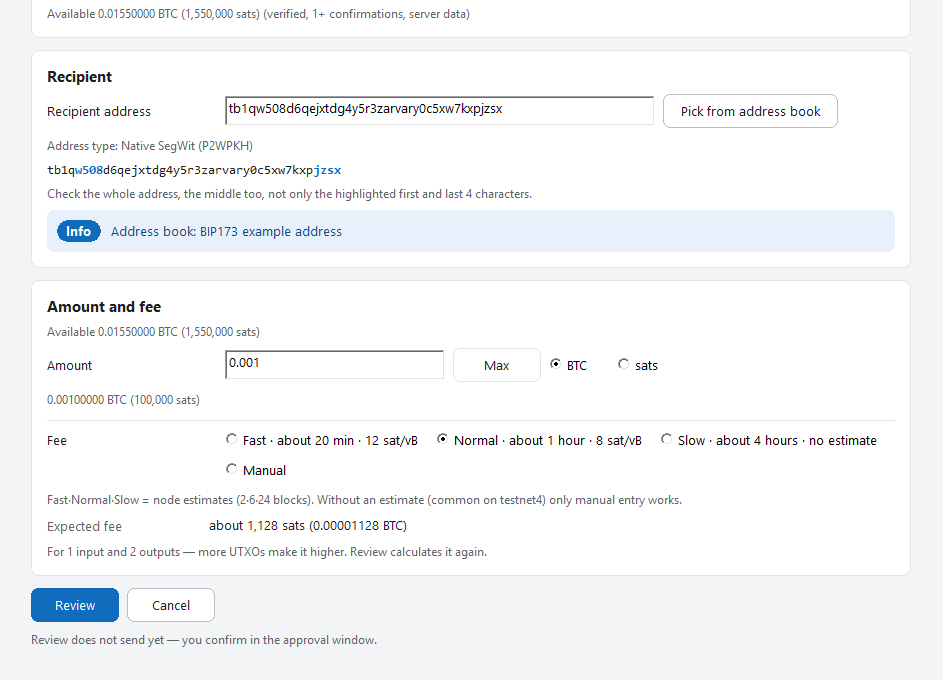 Available 0.01550000 BTC (1,550,000 sats) (verified, 1+ confirmations, server data)
Recipient
Recipient address
tb1qw508d6qejxtdg4y5r3zarvary0c5xw7kxpjzsx
Pick from address book
Address type: Native SegWit (P2WPKH)
tb1qw508d6qejxtdg4y5r3zarvary0c5xw7kxpjzsx
Check the whole address, the middle too, not only the highlighted first and last 4 characters.
Info
Address book: BIP173 example address
Amount and fee
Available 0.01550000 BTC (1,550,000 sats)
Amount
0.001
Max
BTC
sats
0.00100000 BTC (100,000 sats)
Fee
Fast · about 20 min · 12 sat/vB
Normal · about 1 hour · 8 sat/vB
Slow · about 4 hours · no estimate
Manual
Fast·Normal·Slow = node estimates (2·6·24 blocks). Without an estimate (common on testnet4) only manual entry works.
Expected fee
about 1,128 sats (0.00001128 BTC)
For 1 input and 2 outputs — more UTXOs make it higher. Review calculates it again.
Review
Cancel
Review does not send yet — you confirm in the approval window.